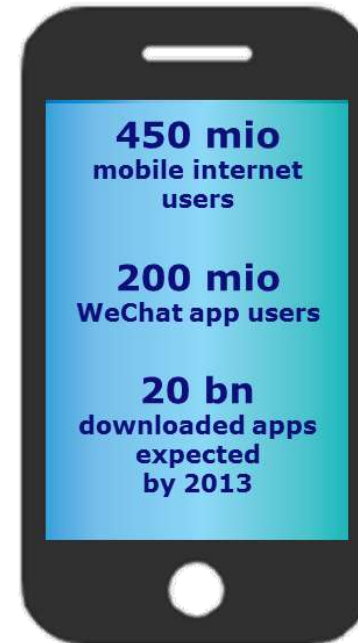 450 mio
mobile internet
users
200 mio
WeChat app users
20 bn
downloaded apps
expected
by 2013